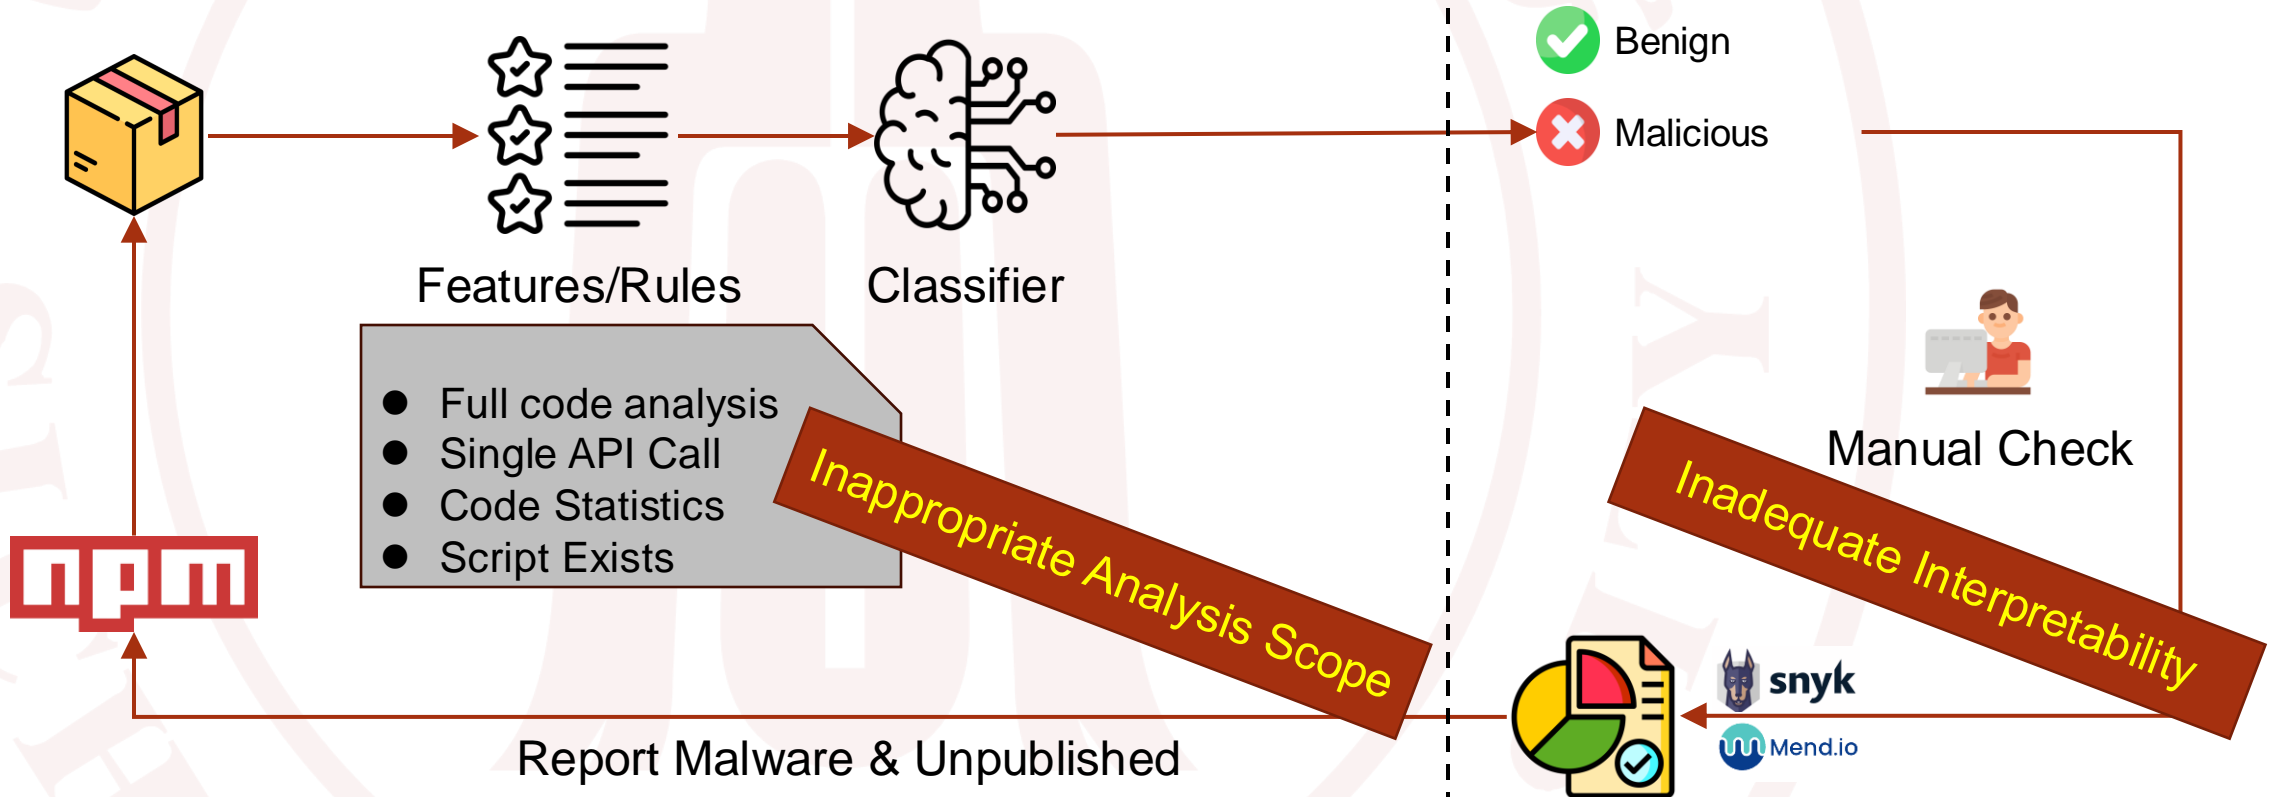 Benign
Malicious
Features/Rules
Classifier
● Full code analysis
● Single API Call
● Code Statistics
● Script Exists
Inappropriate Analysis Scope
Manual Check
Inadequate Interpretability
npm
snyk
Mend.io
Report Malware & Unpublished